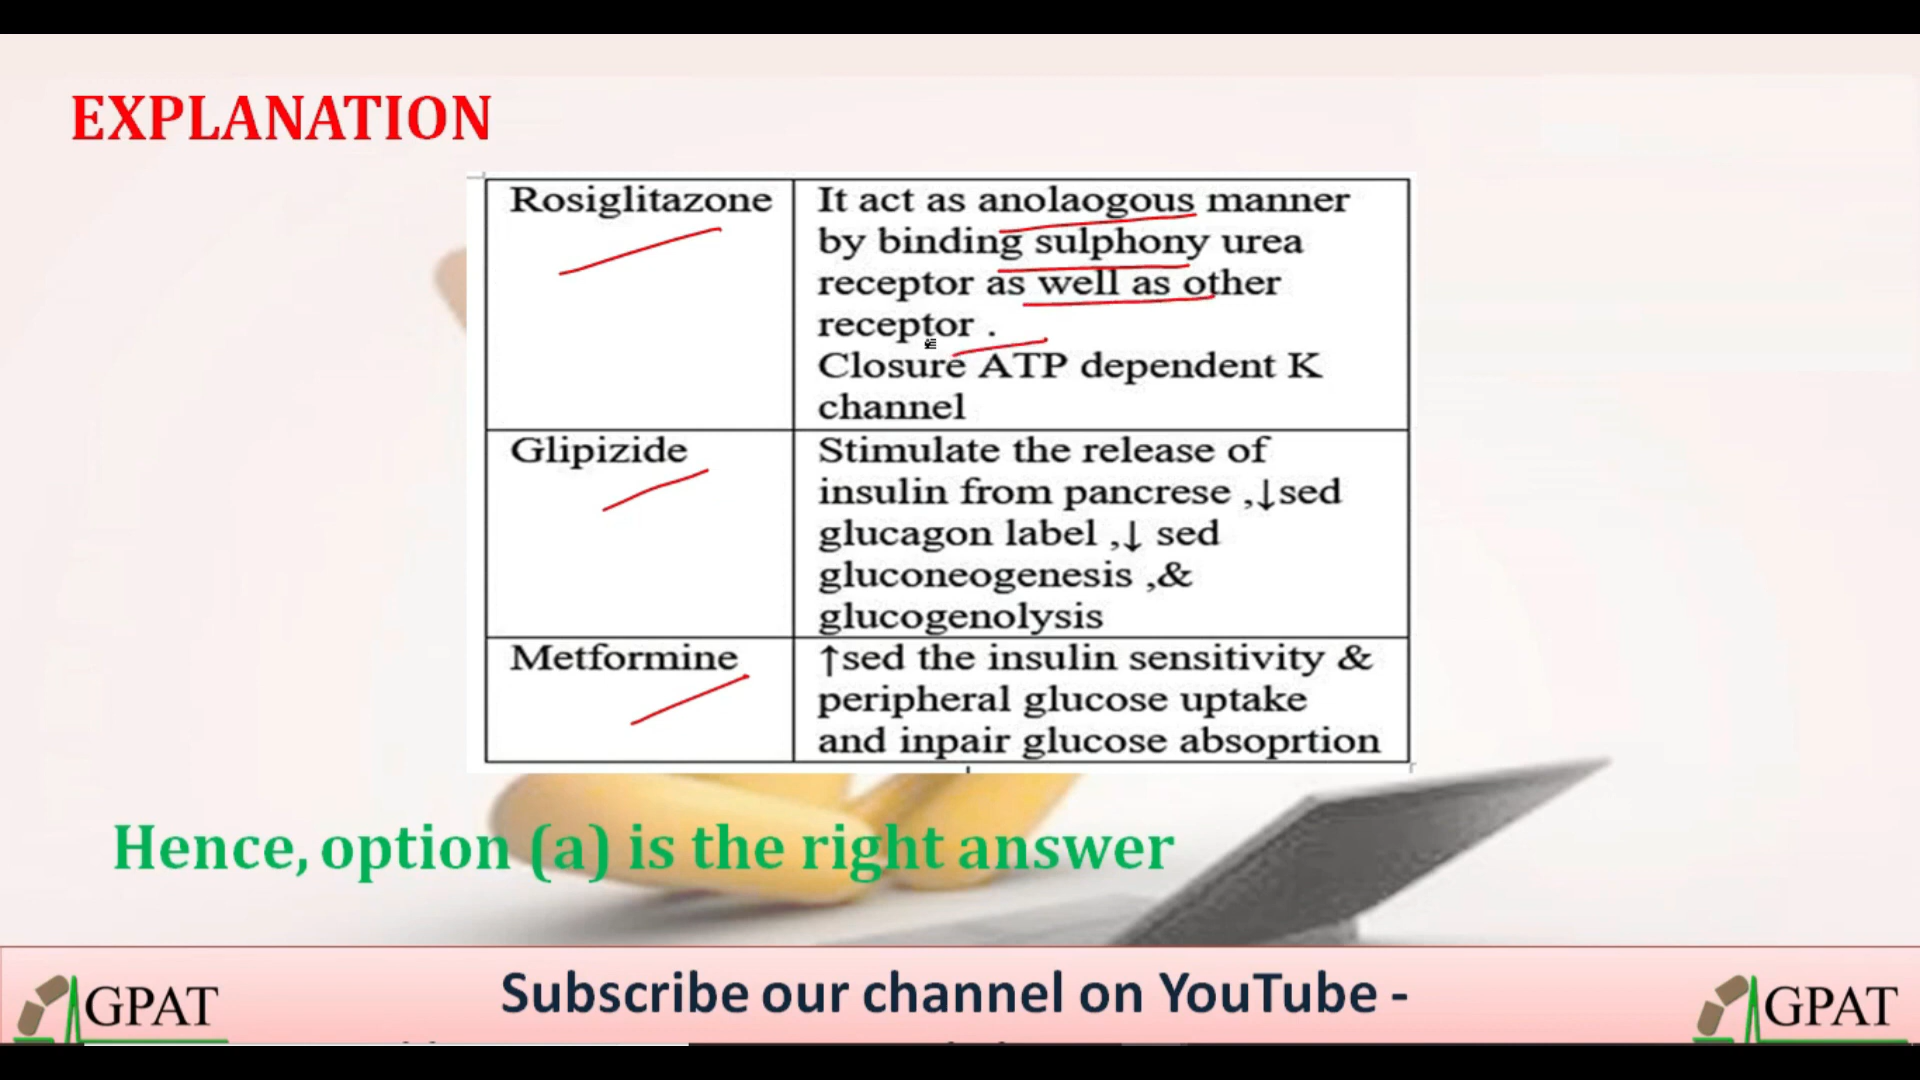 EXPLANATION
Rosiglitazone
It act as anolaogous manner
by binding sulphony urea
receptor as well as other
receptor .
Closure ATP dependent K
channel
Glipizide
Stimulate the release of
insulin from pancrese ,↓sed
glucagon label ,↓ sed
gluconeogenesis ,&
glucogenolysis
Metformine
↑sed the insulin sensitivity &
peripheral glucose uptake
and inpair glucose absoprtion
Hence, option (a) is the right answer
GPAT
Subscribe our channel on YouTube -
GPAT